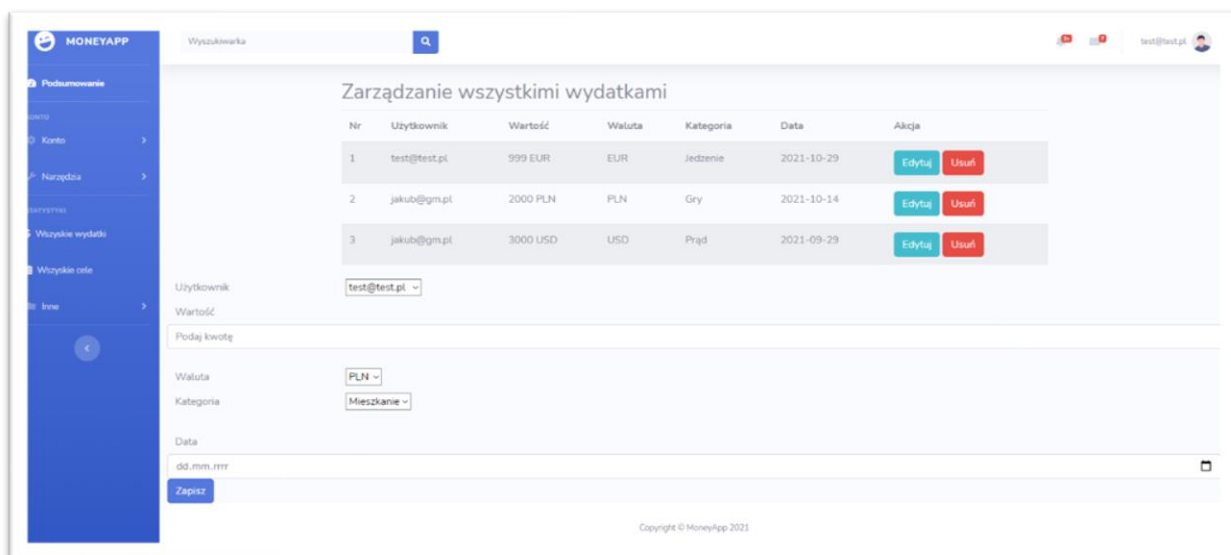 MONEYAPP
Wyszukiwarka
test@test.pl
Podsumowanie
KONTO
Konto
Narzędzia
STATYSTYKI
Wszyskie wydatki
Wszyskie cele
Inne
Zarządzanie wszystkimi wydatkami
Nr Użytkownik Wartość Waluta Kategoria Data Akcja
1 test@test.pl 999 EUR EUR Jedzenie 2021-10-29 Edytuj Usuń
2 jakub@gm.pl 2000 PLN PLN Gry 2021-10-14 Edytuj Usuń
3 jakub@gm.pl 3000 USD USD Prąd 2021-09-29 Edytuj Usuń
Użytkownik test@test.pl
Wartość
Podaj kwotę
Waluta PLN
Kategoria Mieszkanie
Data
dd.mm.rrrr
Zapisz
Copyright © MoneyApp 2021